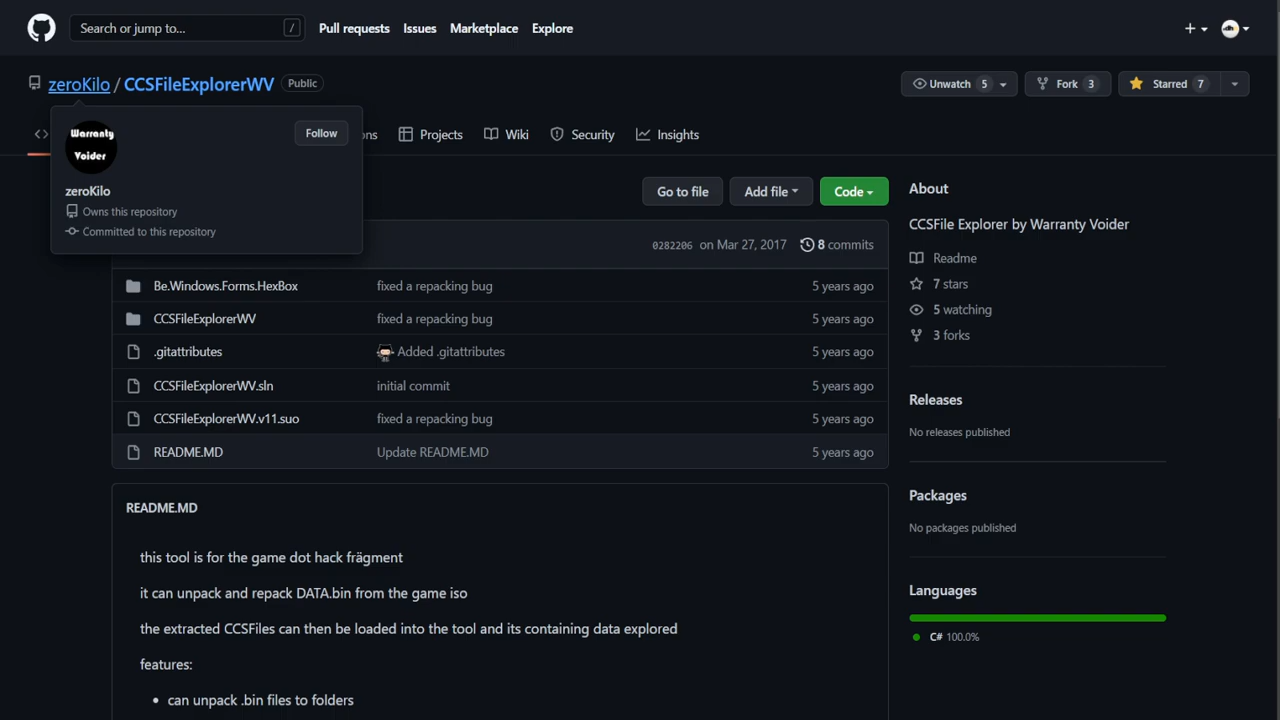 Search or jump to...
/
Pull requests
Issues
Marketplace
Explore
zeroKilo / CCSFileExplorerWV
Public
Unwatch 5
Fork 3
Starred 7
Warranty
Voider
Follow
zeroKilo
Owns this repository
Committed to this repository
ons
Projects
Wiki
Security
Insights
Go to file
Add file
Code
0282206 on Mar 27, 2017
8 commits
Be.Windows.Forms.HexBox fixed a repacking bug 5 years ago
CCSFileExplorerWV fixed a repacking bug 5 years ago
.gitattributes Added .gitattributes 5 years ago
CCSFileExplorerWV.sln initial commit 5 years ago
CCSFileExplorerWV.v11.suo fixed a repacking bug 5 years ago
README.MD Update README.MD 5 years ago
README.MD
this tool is for the game dot hack frägment
it can unpack and repack DATA.bin from the game iso
the extracted CCSFiles can then be loaded into the tool and its containing data explored
features:
• can unpack .bin files to folders
About
CCSFile Explorer by Warranty Voider
Readme
7 stars
5 watching
3 forks
Releases
No releases published
Packages
No packages published
Languages
C# 100.0%